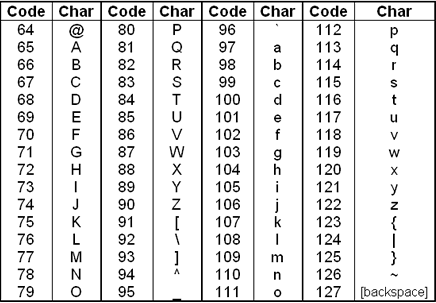 Code Char Code Char Code Char Code Char
64 @ 80 P 96 ` 112 p
65 A 81 Q 97 a 113 q
66 B 82 R 98 b 114 r
67 C 83 S 99 c 115 s
68 D 84 T 100 d 116 t
69 E 85 U 101 e 117 u
70 F 86 V 102 f 118 v
71 G 87 W 103 g 119 w
72 H 88 X 104 h 120 x
73 I 89 Y 105 i 121 y
74 J 90 Z 106 j 122 z
75 K 91 [ 107 k 123 {
76 L 92 \ 108 l 124 |
77 M 93 ] 109 m 125 }
78 N 94 ^ 110 n 126 ~
79 O 95 _ 111 o 127 [backspace]